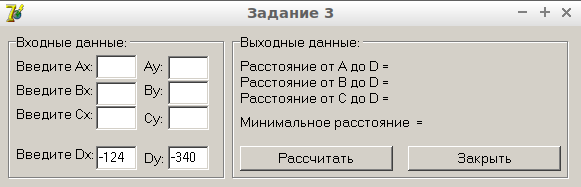 Задание 3
Входные данные:
Введите Ax: Ay:
Введите Bx: By:
Введите Cx: Cy:
Введите Dx: -124 Dy: -340
Выходные данные:
Расстояние от A до D =
Расстояние от B до D =
Расстояние от C до D =
Минимальное расстояние =
Рассчитать Закрыть